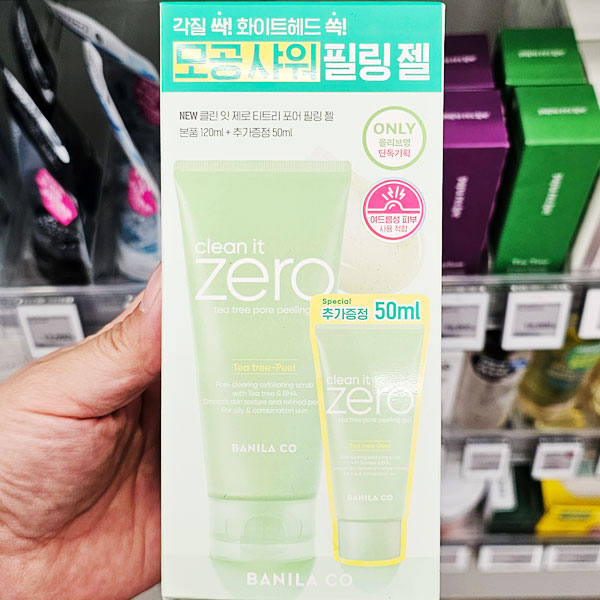 각질 싹! 화이트헤드 쏙!
모공샤워필링젤
NEW 클린 잇 제로 티트리 포어 필링 젤
본품 120ml + 추가증정 50ml
ONLY
올리브영
단독기획
여드름성 피부
사용 적합
clean it
zero
tea tree pore peeling
Tea tree-Peel
Pore clearing exfoliating scrub
with Tea tree & BHA
Smooth skin texture and refined
For oily & combination skin
BANILA CO
Special
추가증정 50ml
clean it
zero
tea tree pore peeling gel
Tea tree-Peel
Pore clearing exfoliating scrub
BANILA CO
BANILA CO